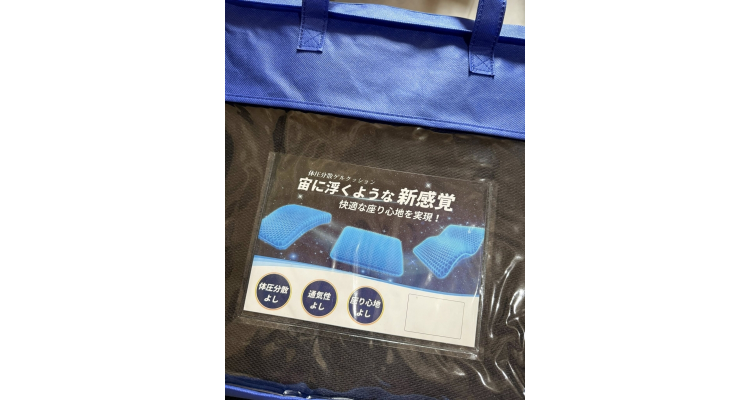 体圧分散ゲルクッション
宙に浮くような 新感覚
快適な座り心地を実現！
体圧分散
よし
通気性
よし
座り心地
よし